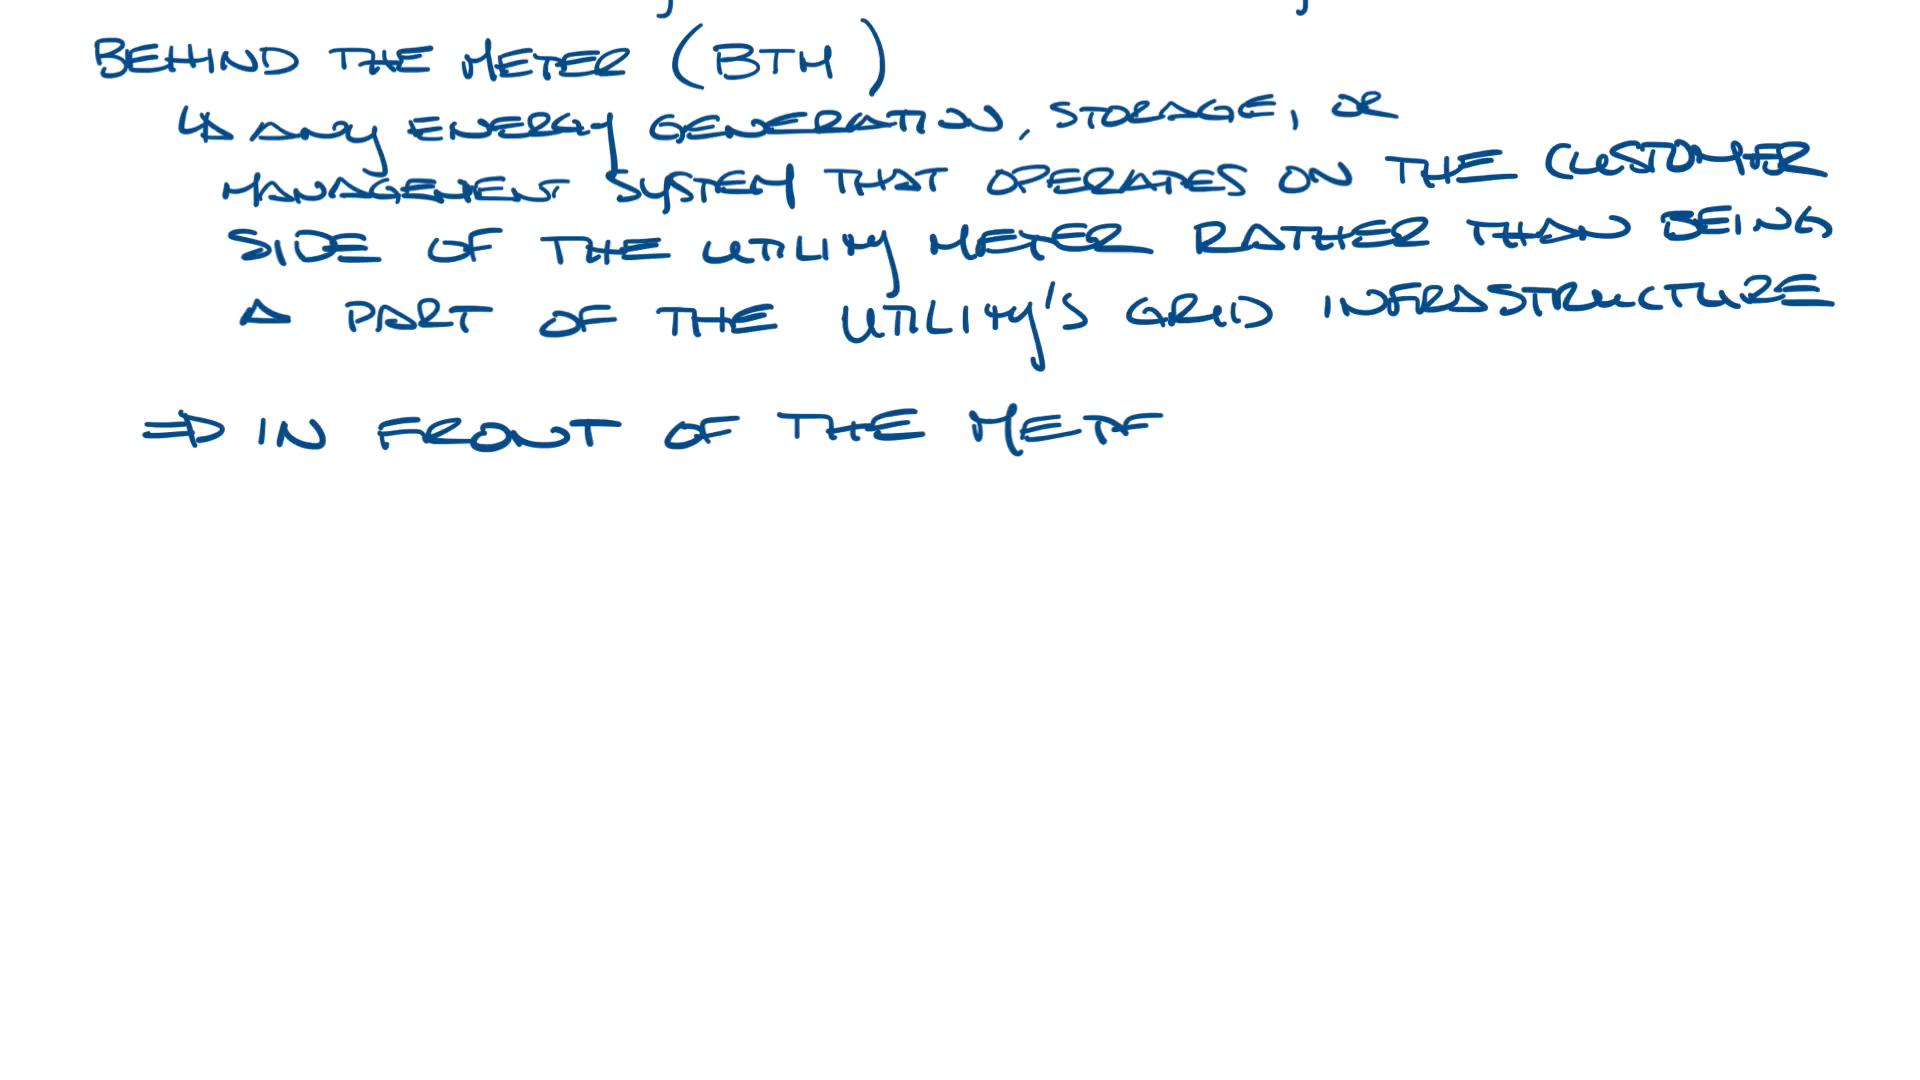 BEHIND THE METER (BTM)
↳ ANY ENERGY GENERATION, STORAGE, OR
MANAGEMENT SYSTEM THAT OPERATES ON THE CUSTOMER
SIDE OF THE UTILITY METER RATHER THAN BEING
A PART OF THE UTILITY'S GRID INFRASTRUCTURE
⇒ IN FRONT OF THE METE